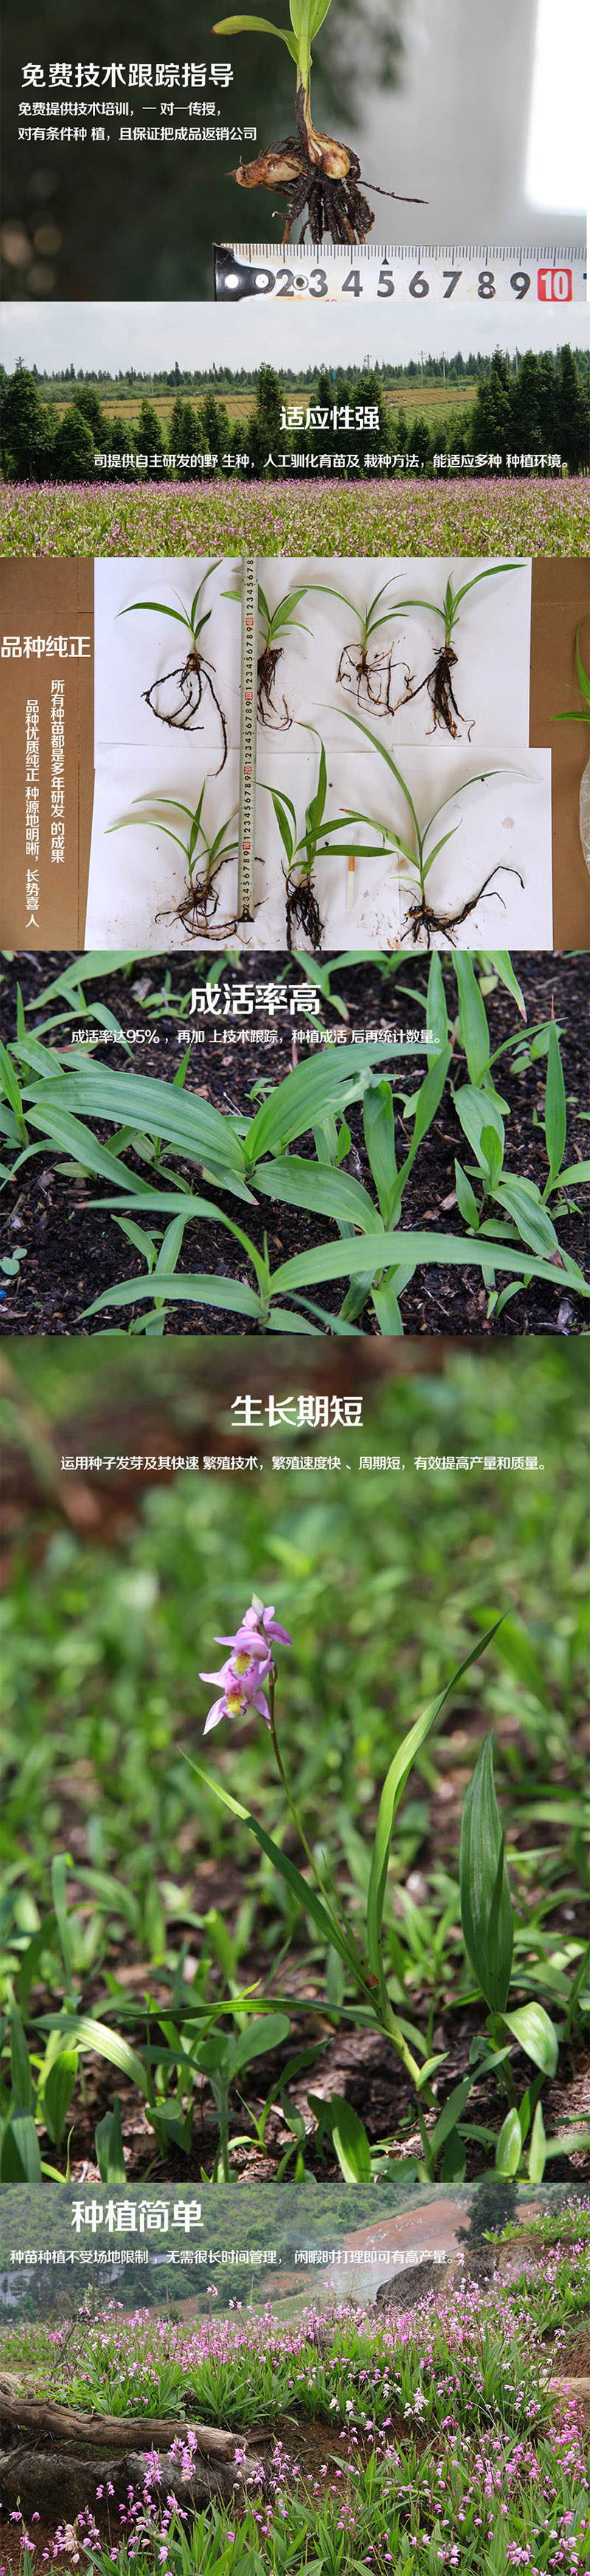 免费技术跟踪指导
免费提供技术培训，一 对一传授，
对有条件种 植，且保证把成品返销公司
2 3 4 5 6 7 8 9 10
适应性强
司提供自主研发的野 生种，人工驯化育苗及 栽种方法，能适应多种 种植环境。
品种纯正
所有种苗都是多年研发 的成果
品种优质纯正 种源地明晰，长势喜 人
成活率高
成活率达95% ，再加 上技术跟踪，种植成活 后再统计数量。
生长期短
运用种子发芽及其快速 繁殖技术，繁殖速度快 、周期短，有效提高产量和质量。
种植简单
种苗种植不受场地限制 ，无需很长时间管理， 闲暇时打理即可有高产量。